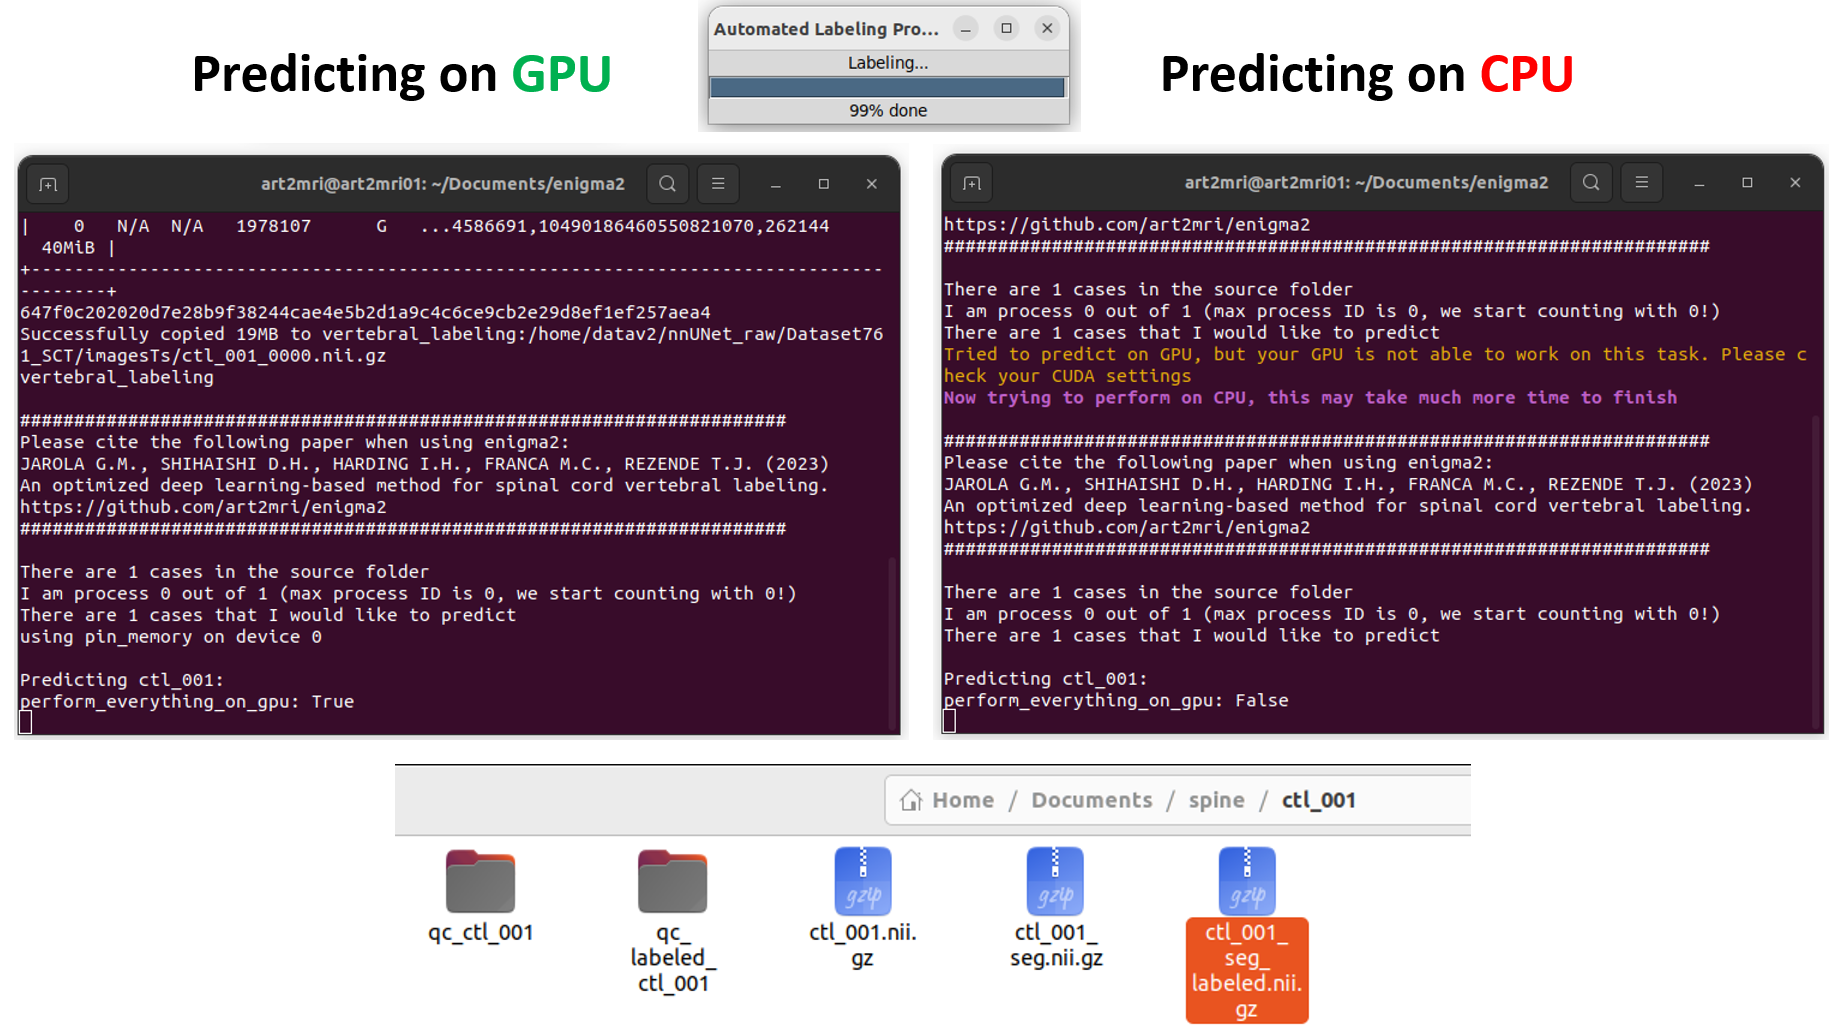 Predicting on GPU
Automated Labeling Pro...
Labeling...
99% done
Predicting on CPU
art2mri@art2mri01: ~/Documents/enigma2
|    0   N/A  N/A   1978107      G   ...4586691,10490186460550821070,262144
  40MiB |
+-------------------------------------------------------------------------------
--------+
647f0c202020d7e28b9f38244cae4e5b2d1a9c4c6ce9cb2e29d8ef1ef257aea4
Successfully copied 19MB to vertebral_labeling:/home/datav2/nnUNet_raw/Dataset76
1_SCT/imagesTs/ctl_001_0000.nii.gz
vertebral_labeling
#######################################################################
Please cite the following paper when using enigma2:
JAROLA G.M., SHIHAISHI D.H., HARDING I.H., FRANCA M.C., REZENDE T.J. (2023)
An optimized deep learning-based method for spinal cord vertebral labeling.
https://github.com/art2mri/enigma2
#######################################################################
There are 1 cases in the source folder
I am process 0 out of 1 (max process ID is 0, we start counting with 0!)
There are 1 cases that I would like to predict
using pin_memory on device 0
Predicting ctl_001:
perform_everything_on_gpu: True
art2mri@art2mri01: ~/Documents/enigma2
https://github.com/art2mri/enigma2
#######################################################################
There are 1 cases in the source folder
I am process 0 out of 1 (max process ID is 0, we start counting with 0!)
There are 1 cases that I would like to predict
Tried to predict on GPU, but your GPU is not able to work on this task. Please c
heck your CUDA settings
Now trying to perform on CPU, this may take much more time to finish
#######################################################################
Please cite the following paper when using enigma2:
JAROLA G.M., SHIHAISHI D.H., HARDING I.H., FRANCA M.C., REZENDE T.J. (2023)
An optimized deep learning-based method for spinal cord vertebral labeling.
https://github.com/art2mri/enigma2
#######################################################################
There are 1 cases in the source folder
I am process 0 out of 1 (max process ID is 0, we start counting with 0!)
There are 1 cases that I would like to predict
Predicting ctl_001:
perform_everything_on_gpu: False
Home / Documents / spine / ctl_001
qc_ctl_001
qc_
labeled_
ctl_001
gzip
ctl_001.nii.
gz
gzip
ctl_001_
seg.nii.gz
gzip
ctl_001_
seg_
labeled.nii.
gz